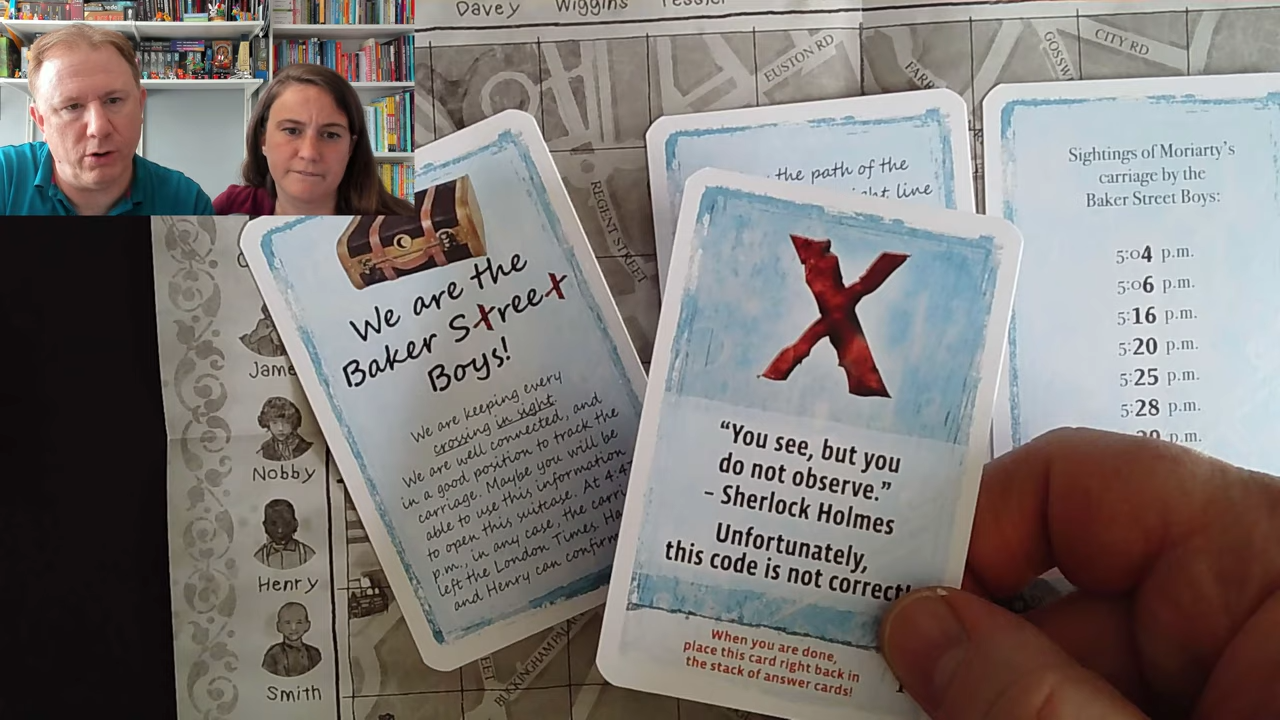 Davey Wiggins Tessier
EUSTON RD
CITY RD
REGENT STREET
Nobby
Henry
Smith
We are the
Baker Street
Boys!
We are keeping every
crossing in sight.
We are well connected, and
in a good position to track the
carriage. Maybe you will be
able to use this information
to open this suitcase. At
p.m., in any case, the
left the London Times.
and Henry can confirm
the path of the
line
X
“You see, but you
do not observe.”
– Sherlock Holmes
Unfortunately,
this code is not correct!
When you are done,
place this card right back in
the stack of answer cards!
Sightings of Moriarty’s
carriage by the
Baker Street Boys:
5:04 p.m.
5:06 p.m.
5:16 p.m.
5:20 p.m.
5:25 p.m.
5:28 p.m.
p.m.